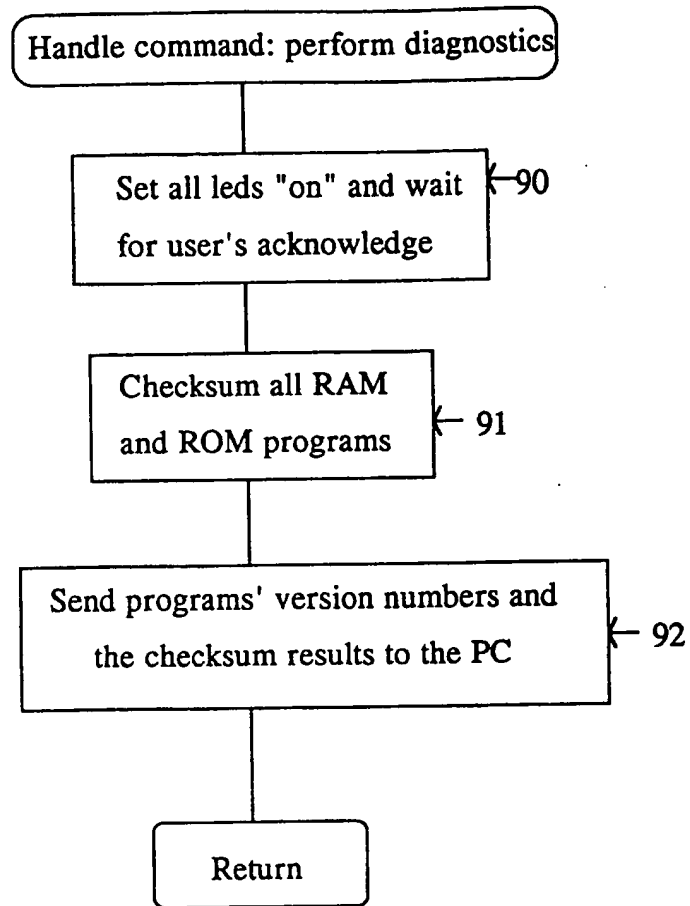 Handle command: perform diagnostics
Set all leds "on" and wait
for user's acknowledge
90
Checksum all RAM
and ROM programs
91
Send programs' version numbers and
the checksum results to the PC
92
Return